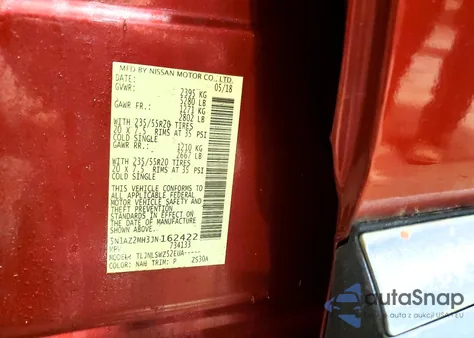 MFD BY NISSAN MOTOR CO., LTD.
DATE: 05/18
GVWR: 2395 KG
5280 LB
GAWR FR.: 1271 KG
2802 LB
WITH 235/55R20 TIRES
20 X 7.5 RIMS AT 35 PSI
COLD SINGLE
GAWR RR.: 1210 KG
2667 LB
WITH 235/55R20 TIRES
20 X 7.5 RIMS AT 35 PSI
COLD SINGLE
THIS VEHICLE CONFORMS TO
ALL APPLICABLE FEDERAL
MOTOR VEHICLE SAFETY AND
THEFT PREVENTION
STANDARDS IN EFFECT ON
THE DATE OF MANUFACTURE
SHOWN ABOVE.
5N1AZ2MH3JN162422
MPV 734133
MODEL: TLJNLSWZ52EUA-----
COLOR: NAH TRIM: P 2530A
autoSnap